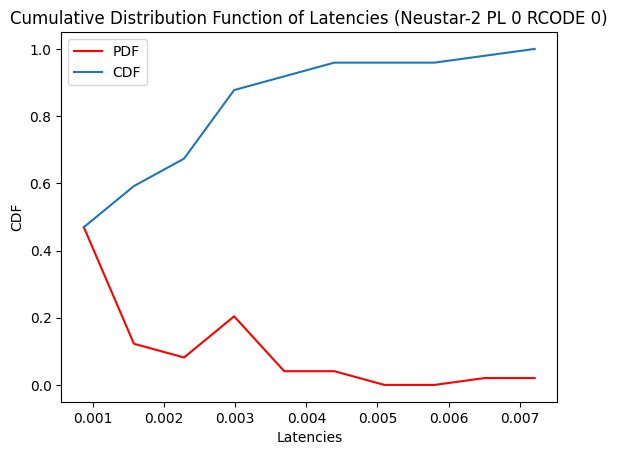 Cumulative Distribution Function of Latencies (Neustar-2 PL 0 RCODE 0)
PDF
CDF
1.0
0.8
0.6
0.4
0.2
0.0
CDF
0.001 0.002 0.003 0.004 0.005 0.006 0.007
Latencies